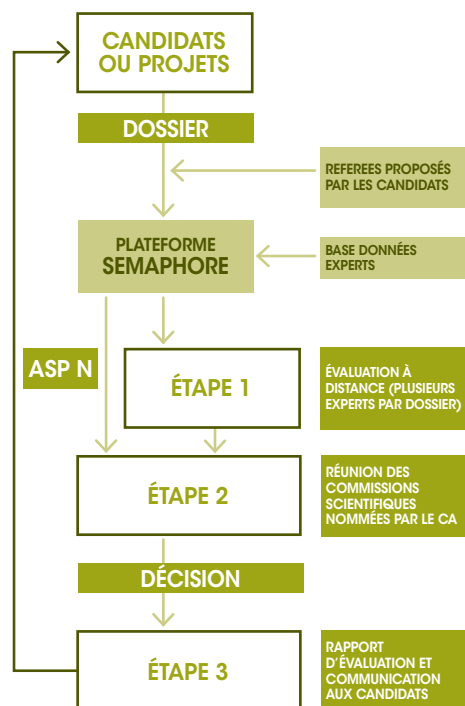 CANDIDATS
OU PROJETS
DOSSIER
REFEREES PROPOSÉS
PAR LES CANDIDATS
PLATEFORME
SEMAPHORE
BASE DONNÉES
EXPERTS
ASP N
ÉTAPE 1
ÉVALUATION À
DISTANCE (PLUSIEURS
EXPERTS PAR DOSSIER)
ÉTAPE 2
RÉUNION DES
COMMISSIONS
SCIENTIFIQUES
NOMMÉES PAR LE CA
DÉCISION
ÉTAPE 3
RAPPORT
D'ÉVALUATION ET
COMMUNICATION
AUX CANDIDATS